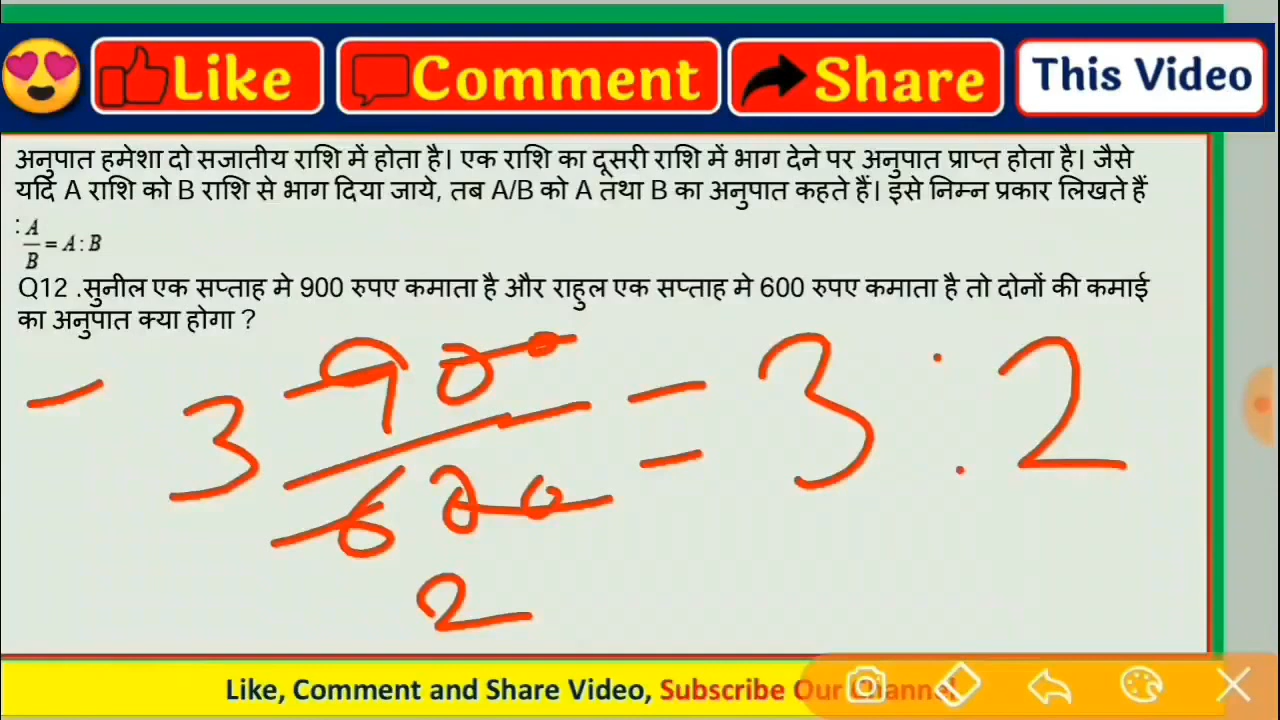 Like Comment Share This Video
अनुपात हमेशा दो सजातीय राशि में होता है। एक राशि का दूसरी राशि में भाग देने पर अनुपात प्राप्त होता है। जैसे
यदि A राशि को B राशि से भाग दिया जाये, तब A/B को A तथा B का अनुपात कहते हैं। इसे निम्न प्रकार लिखते हैं
: A/B = A : B
Q12 .सुनील एक सप्ताह मे 900 रुपए कमाता है और राहुल एक सप्ताह मे 600 रुपए कमाता है तो दोनों की कमाई
का अनुपात क्या होगा ?
3 900
600 = 3 : 2
2
Like, Comment and Share Video, Subscribe Our Channel